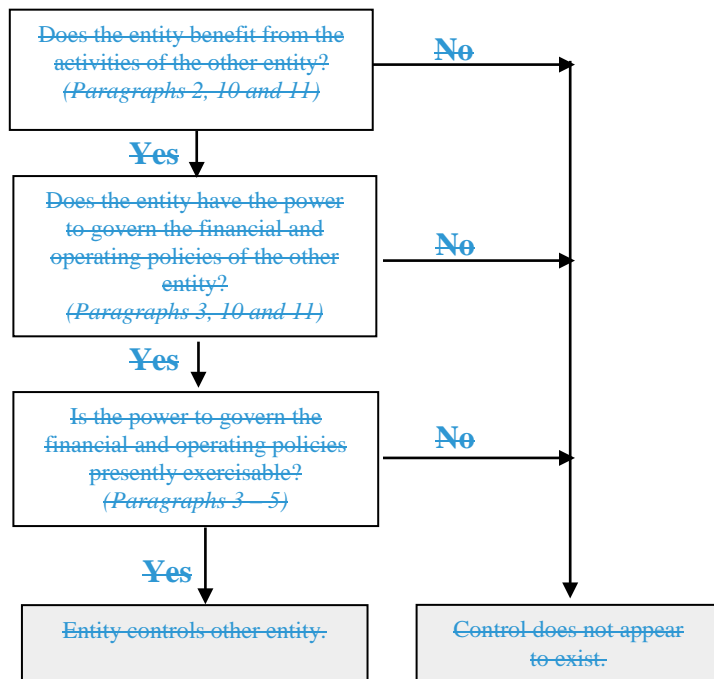 Does the entity benefit from the
activities of the other entity?
(Paragraphs 2, 10 and 11)
No
Yes
Does the entity have the power
to govern the financial and
operating policies of the other
entity?
(Paragraphs 3, 10 and 11)
No
Yes
Is the power to govern the
financial and operating policies
presently exercisable?
(Paragraphs 3 – 5)
No
Yes
Entity controls other entity.
Control does not appear
to exist.